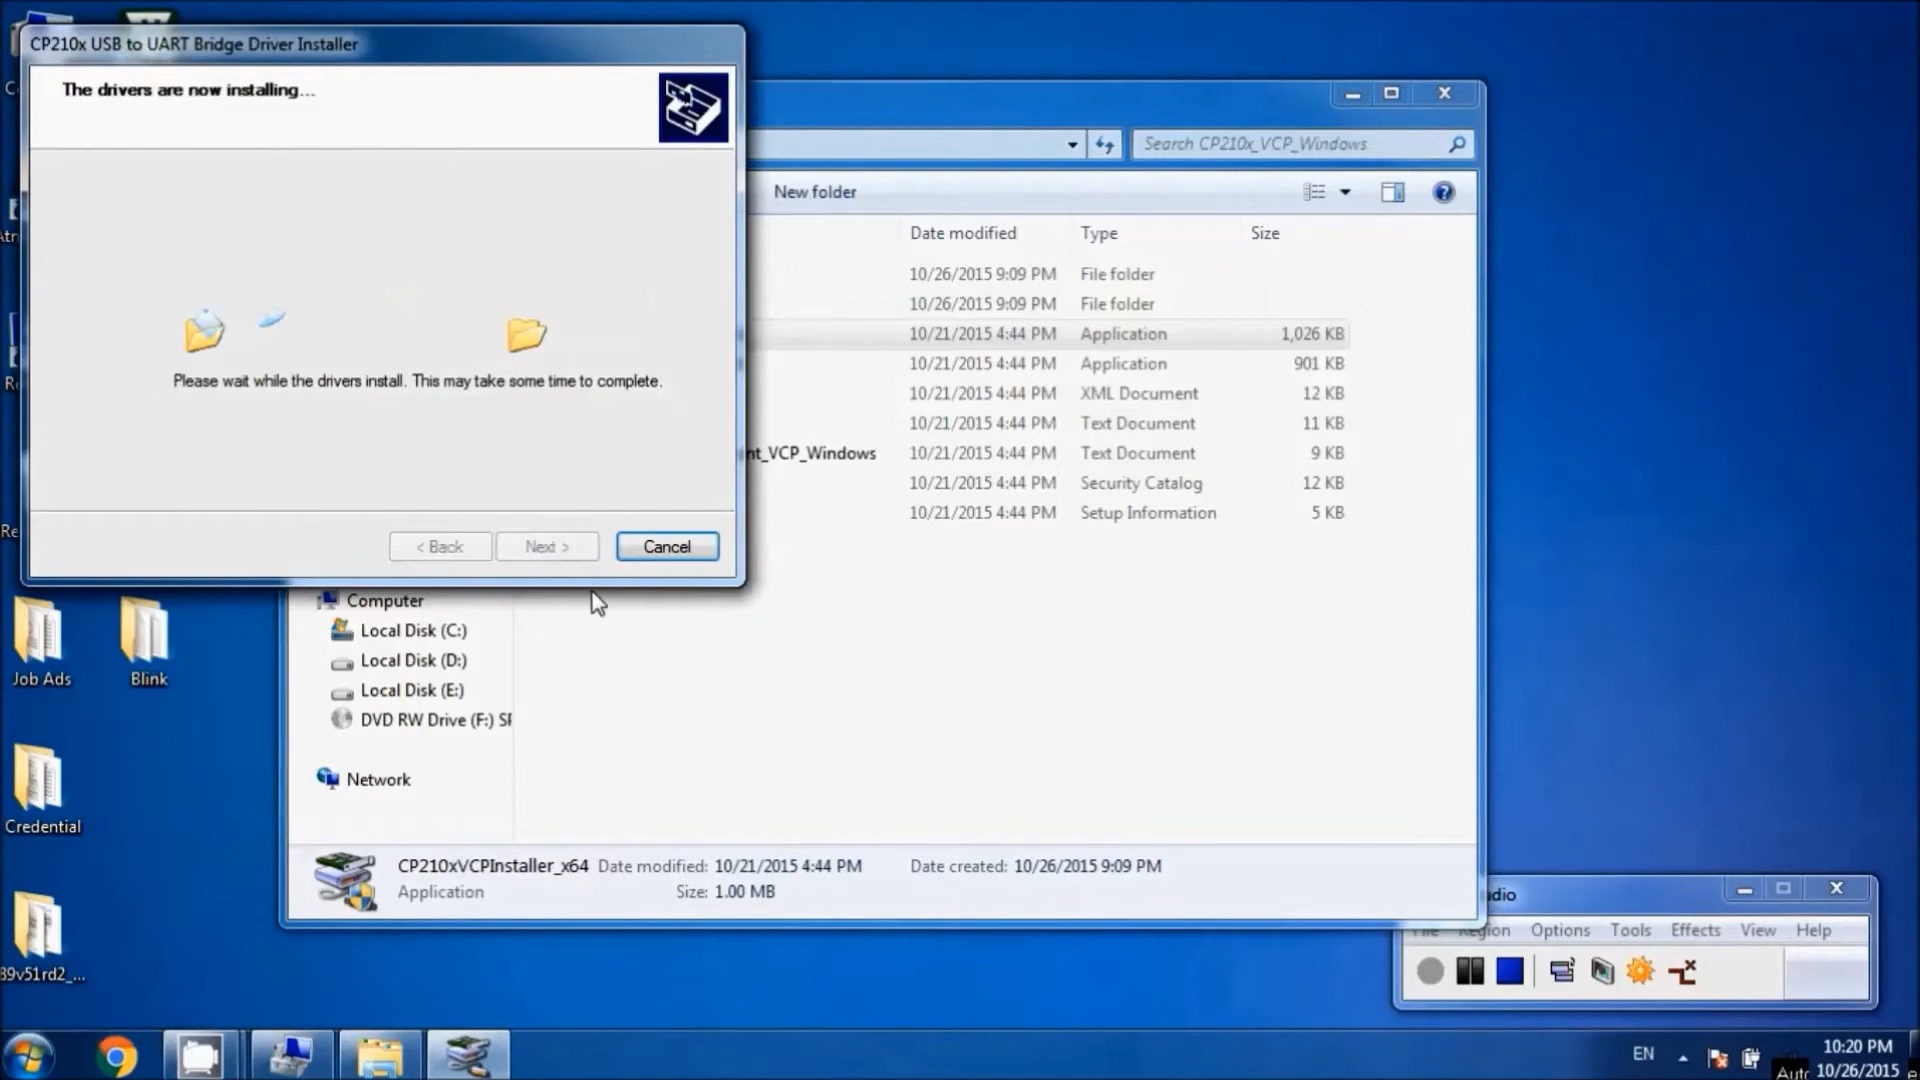 CP210x USB to UART Bridge Driver Installer
The drivers are now installing...
Please wait while the drivers install. This may take some time to complete.
< Back
Next >
Cancel
Search CP210x_VCP_Windows
New folder
Date modified Type Size
10/26/2015 9:09 PM File folder
10/26/2015 9:09 PM File folder
10/21/2015 4:44 PM Application 1,026 KB
10/21/2015 4:44 PM Application 901 KB
10/21/2015 4:44 PM XML Document 12 KB
10/21/2015 4:44 PM Text Document 11 KB
nt_VCP_Windows 10/21/2015 4:44 PM Text Document 9 KB
10/21/2015 4:44 PM Security Catalog 12 KB
10/21/2015 4:44 PM Setup Information 5 KB
Computer
Local Disk (C:)
Local Disk (D:)
Local Disk (E:)
DVD RW Drive (F:) SP
Network
CP210xVCPInstaller_x64 Date modified: 10/21/2015 4:44 PM Date created: 10/26/2015 9:09 PM
Application Size: 1.00 MB
Job Ads
Blink
Credential
89v51rd2_...
udio
Region Options Tools Effects View Help
EN
10:20 PM
10/26/2015